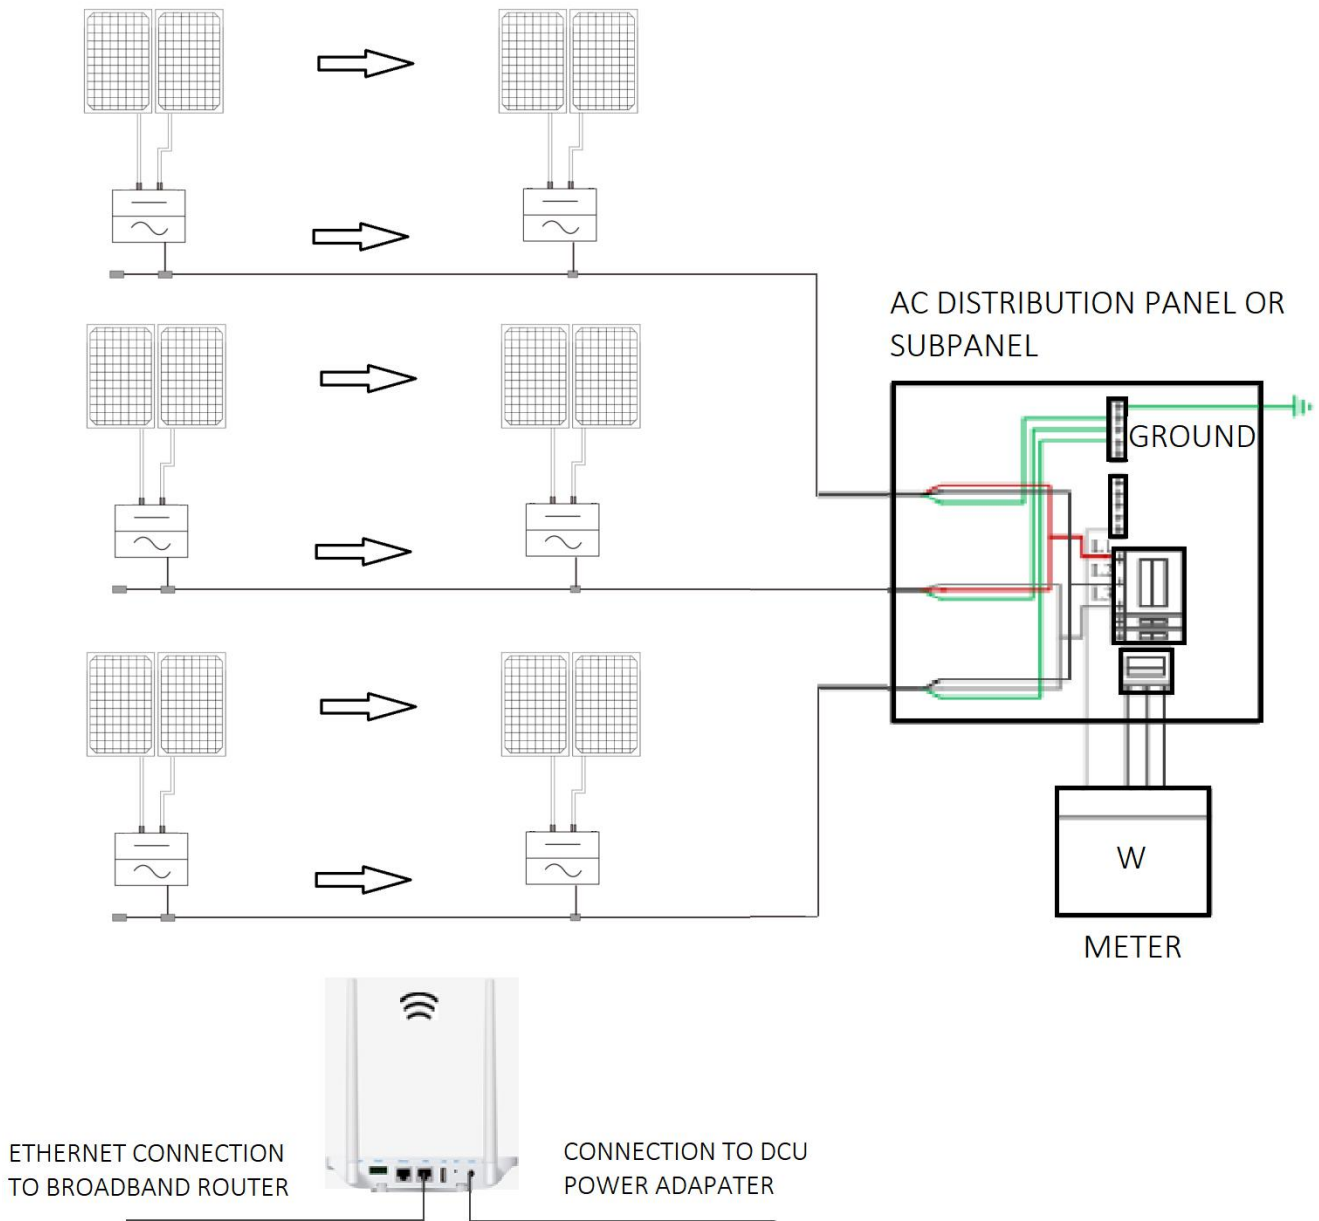 AC DISTRIBUTION PANEL OR
SUBPANEL
GROUND
W
METER
ETHERNET CONNECTION
TO BROADBAND ROUTER
CONNECTION TO DCU
POWER ADAPATER